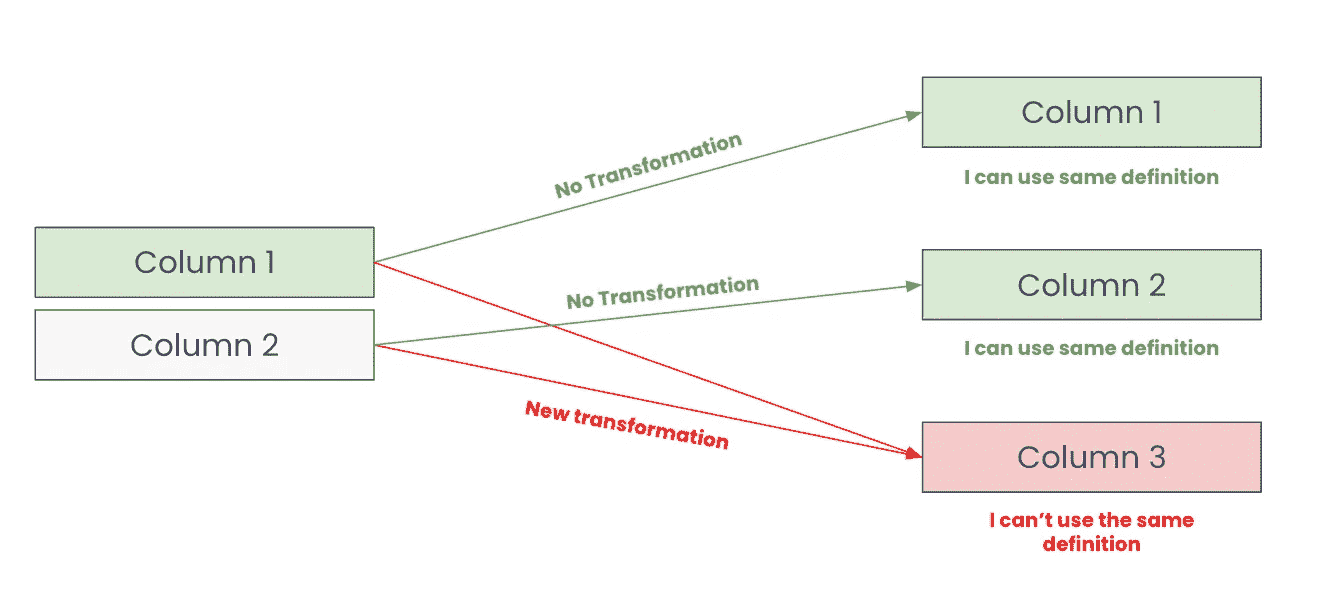 Column 1
No Transformation
I can use same definition
Column 1
Column 2
No Transformation
Column 2
I can use same definition
New transformation
Column 3
I can't use the same
definition